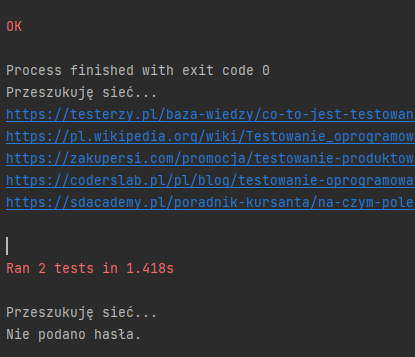 OK
Process finished with exit code 0
Przeszukuję sieć...
https://testerzy.pl/baza-wiedzy/co-to-jest-testowan
https://pl.wikipedia.org/wiki/Testowanie_oprogramow
https://zakupersi.com/promocja/testowanie-produktow
https://coderslab.pl/pl/blog/testowanie-oprogramowa
https://sdacademy.pl/poradnik-kursanta/na-czym-pole
Ran 2 tests in 1.418s
Przeszukuję sieć...
Nie podano hasła.